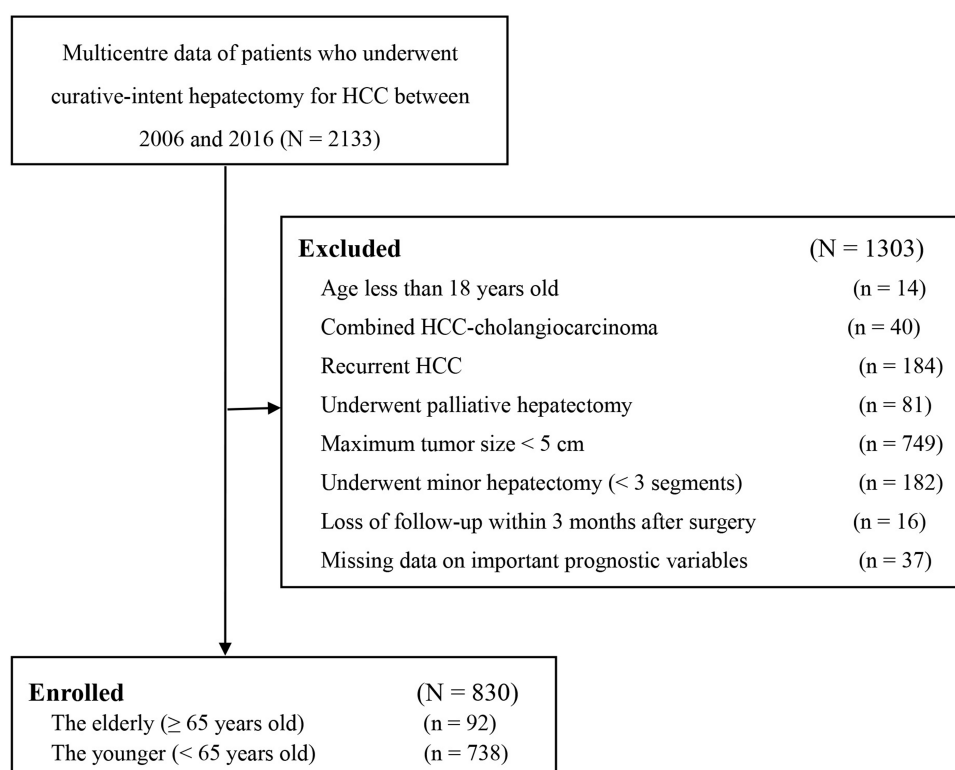 Multicentre data of patients who underwent
curative-intent hepatectomy for HCC between
2006 and 2016 (N = 2133)
Excluded (N = 1303)
Age less than 18 years old (n = 14)
Combined HCC-cholangiocarcinoma (n = 40)
Recurrent HCC (n = 184)
Underwent palliative hepatectomy (n = 81)
Maximum tumor size < 5 cm (n = 749)
Underwent minor hepatectomy (< 3 segments) (n = 182)
Loss of follow-up within 3 months after surgery (n = 16)
Missing data on important prognostic variables (n = 37)
Enrolled (N = 830)
The elderly (≥ 65 years old) (n = 92)
The younger (< 65 years old) (n = 738)